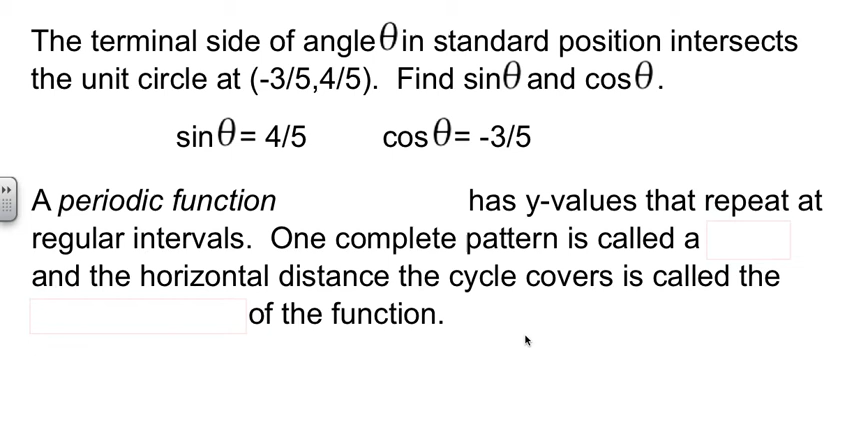 The terminal side of angle θ in standard position intersects
the unit circle at (-3/5,4/5). Find sinθ and cosθ.
sinθ = 4/5 cosθ = -3/5
A periodic function has y-values that repeat at
regular intervals. One complete pattern is called a
and the horizontal distance the cycle covers is called the
of the function.